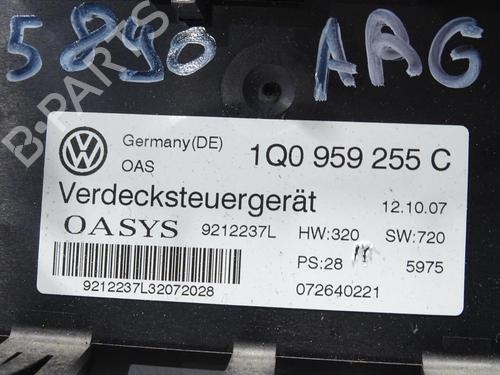 5890 ARG
B-PARTS
Germany(DE)
OAS
1Q0 959 255 C
Verdecksteuergerät
12.10.07
OASYS 9212237L HW:320 SW:720
PS:28 5975
9212237L32072028
072640221